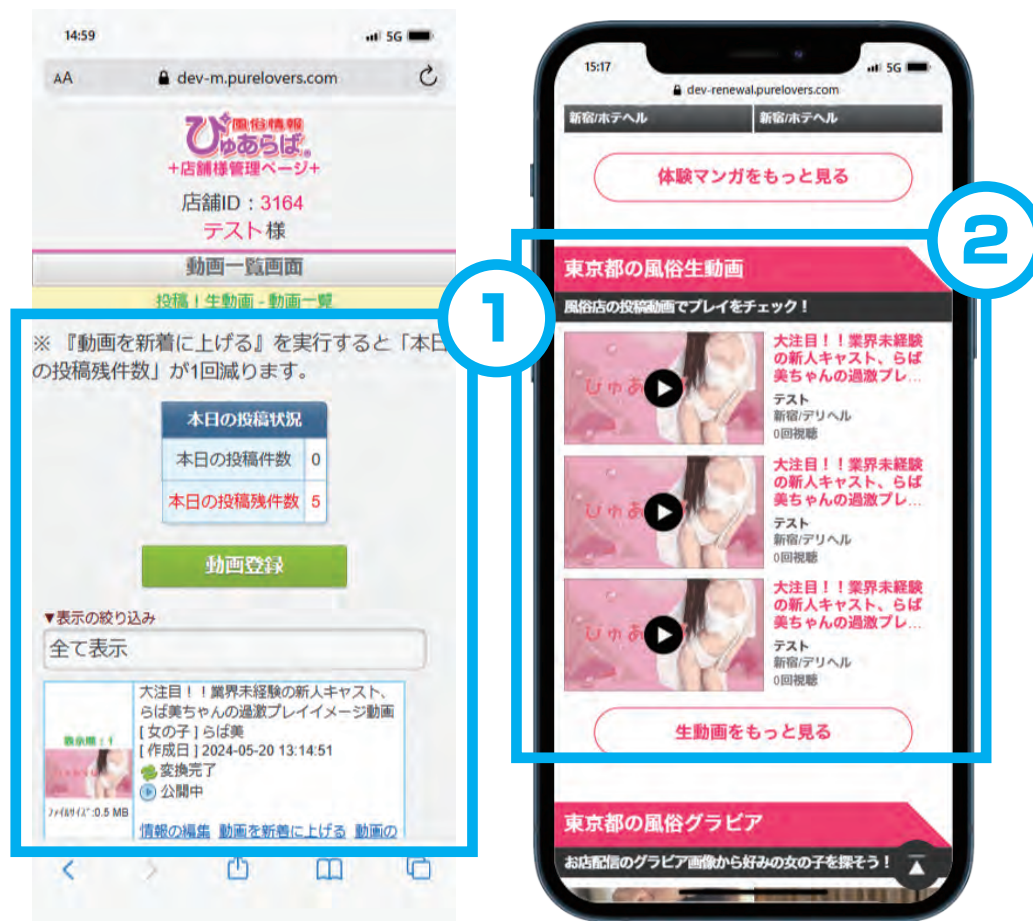 14:59
5G
AA
dev-m.purelovers.com
風俗情報
ぴゅあらば。
+店舗様管理ページ+
店舗ID：3164
テスト様
動画一覧画面
投稿！生動画 - 動画一覧
※ 『動画を新着に上げる』を実行すると「本日
の投稿残件数」が1回減ります。
本日の投稿状況
本日の投稿件数 0
本日の投稿残件数 5
動画登録
▼表示の絞り込み
全て表示
大注目！！業界未経験の新人キャスト、
らば美ちゃんの過激プレイイメージ動画
[ 女の子 ] らば美
[ 作成日 ] 2024-05-20 13:14:51
変換完了
公開中
ﾌｧｲﾙｻｲｽﾞ:0.5 MB
情報の編集 動画を新着に上げる 動画の
1
15:17
5G
dev-renewal.purelovers.com
新宿/ホテヘル
新宿/ホテヘル
体験マンガをもっと見る
2
東京都の風俗生動画
風俗店の投稿動画でプレイをチェック！
大注目！！業界未経験
の新人キャスト、らば
美ちゃんの過激プレ...
テスト
新宿/デリヘル
0回視聴
大注目！！業界未経験
の新人キャスト、らば
美ちゃんの過激プレ...
テスト
新宿/デリヘル
0回視聴
大注目！！業界未経験
の新人キャスト、らば
美ちゃんの過激プレ...
テスト
新宿/デリヘル
0回視聴
生動画をもっと見る
東京都の風俗グラビア
お店配信のグラビア画像から好みの女の子を探そう！